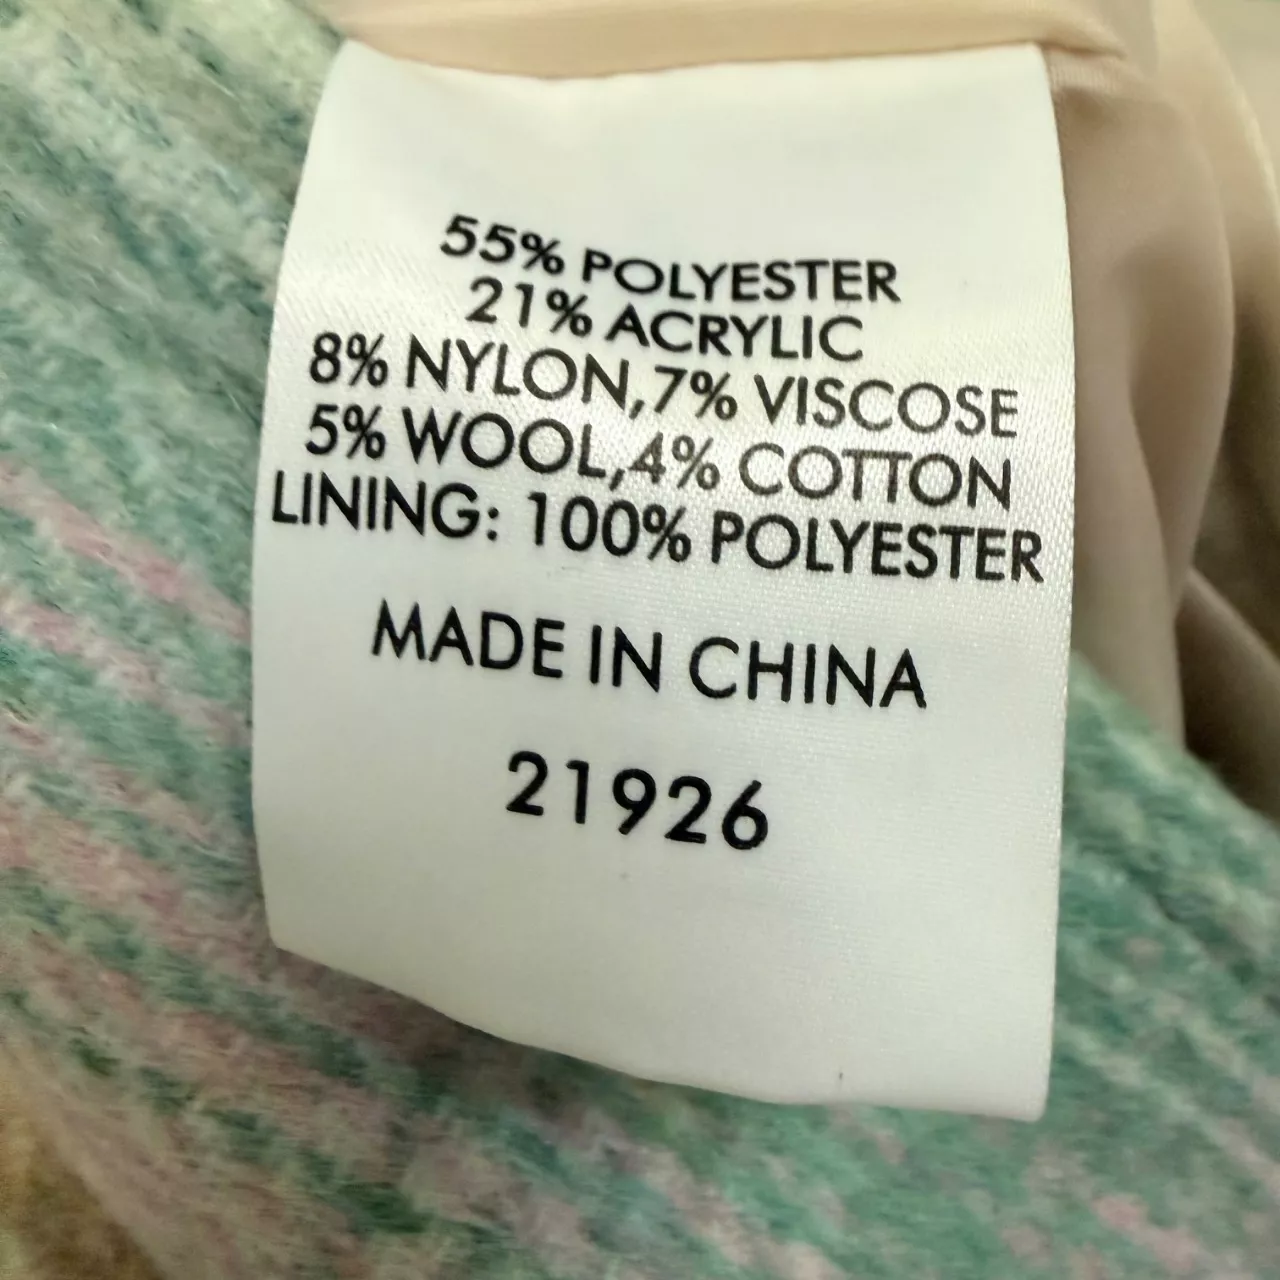 55% POLYESTER
21% ACRYLIC
8% NYLON,7% VISCOSE
5% WOOL,4% COTTON
LINING: 100% POLYESTER
MADE IN CHINA
21926